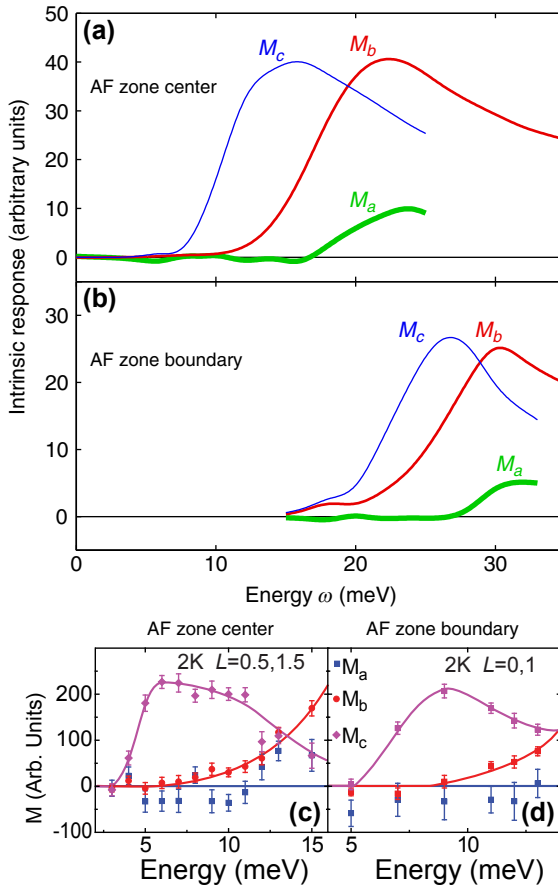 50
(a)
M_c
M_b
40
AF zone center
30
20
M_a
10
0
Intrinsic response (arbitrary units)
(b)
30
M_c
M_b
AF zone boundary
20
10
M_a
0
0 10 20 30
Energy ω (meV)
AF zone center AF zone boundary
2K L=0.5,1.5
2K L=0,1
M_a
M_b
M_c
200
100
0
-100
M (Arb. Units)
(c)
(d)
5 10 15
5 10
Energy (meV) Energy (meV)